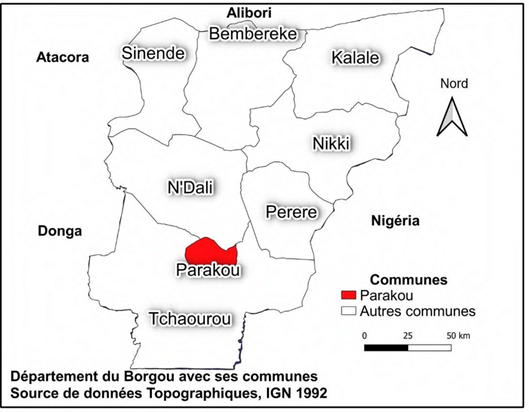 Alibori
Bembereke
Sinende
Atacora
Kalale
Nord
Nikki
N'Dali
Perere
Nigéria
Donga
Parakou
Communes
Parakou
Autres communes
Tchaourou
0 25 50 km
Département du Borgou avec ses communes
Source de données Topographiques, IGN 1992